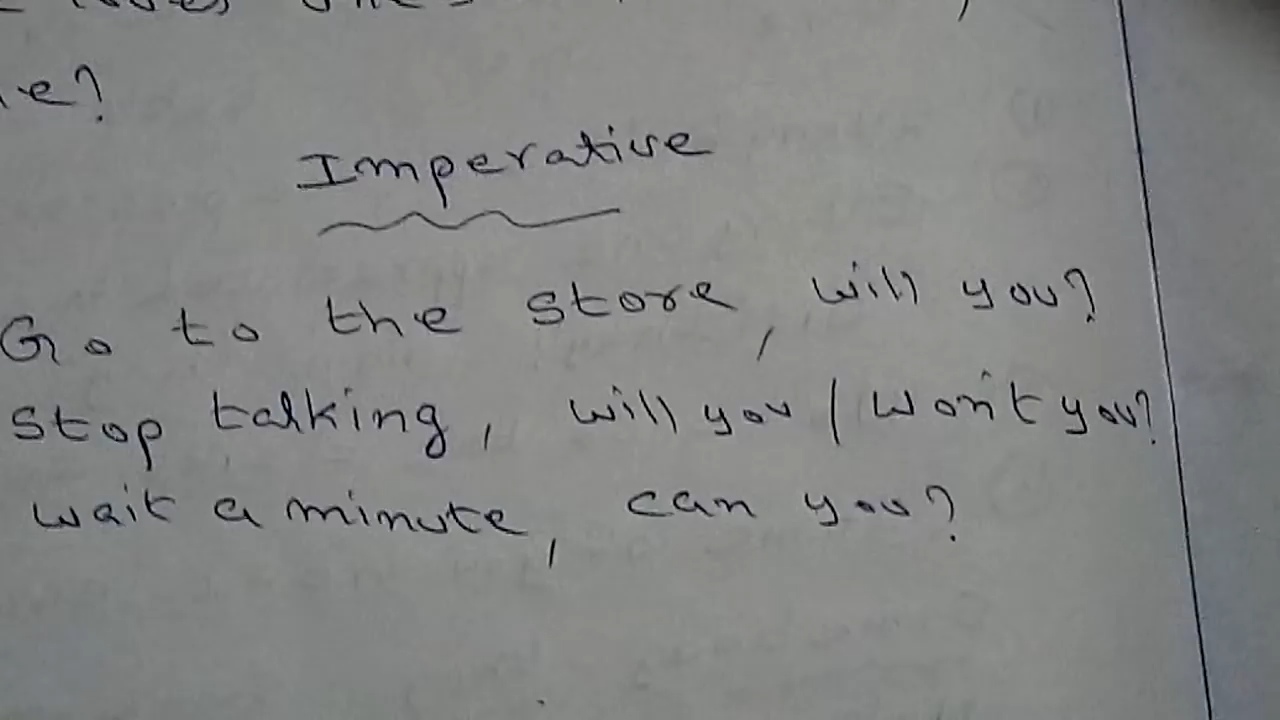 e?
Imperative
Go to the store, will you?
Stop talking, will you / won't you?
wait a minute, can you?